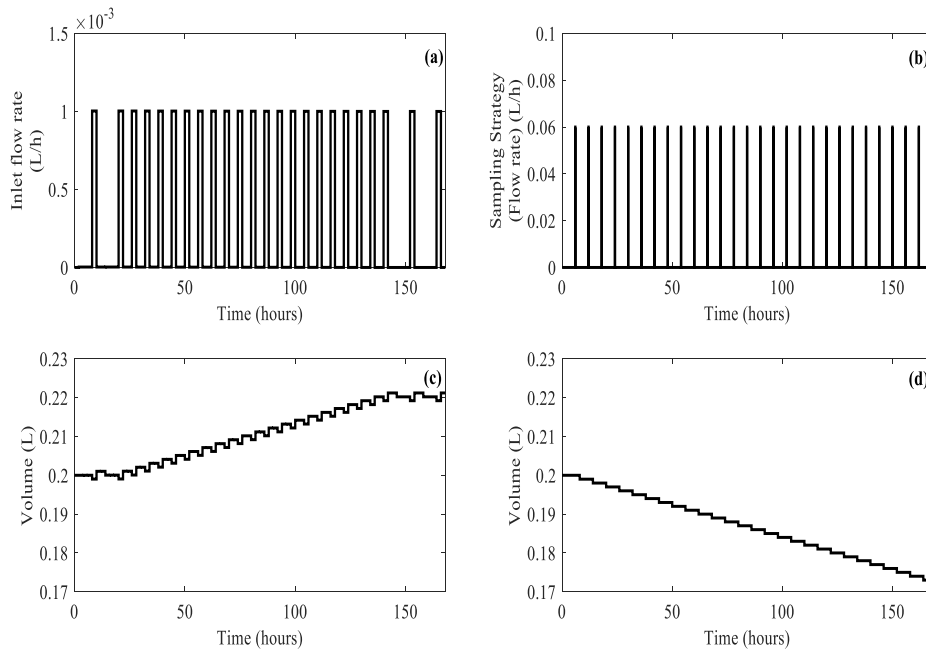 ×10⁻³
1.5
1
0.5
0
0 50 100 150
Time (hours)
Inlet flow rate
(L/h)
(a)
0.1
0.08
0.06
0.04
0.02
0
0 50 100 150
Time (hours)
Sampling Strategy
(Flow rate) (L/h)
(b)
0.23
0.22
0.21
0.2
0.19
0.18
0.17
0 50 100 150
Time (hours)
Volume (L)
(c)
0.23
0.22
0.21
0.2
0.19
0.18
0.17
0 50 100 150
Time (hours)
Volume (L)
(d)